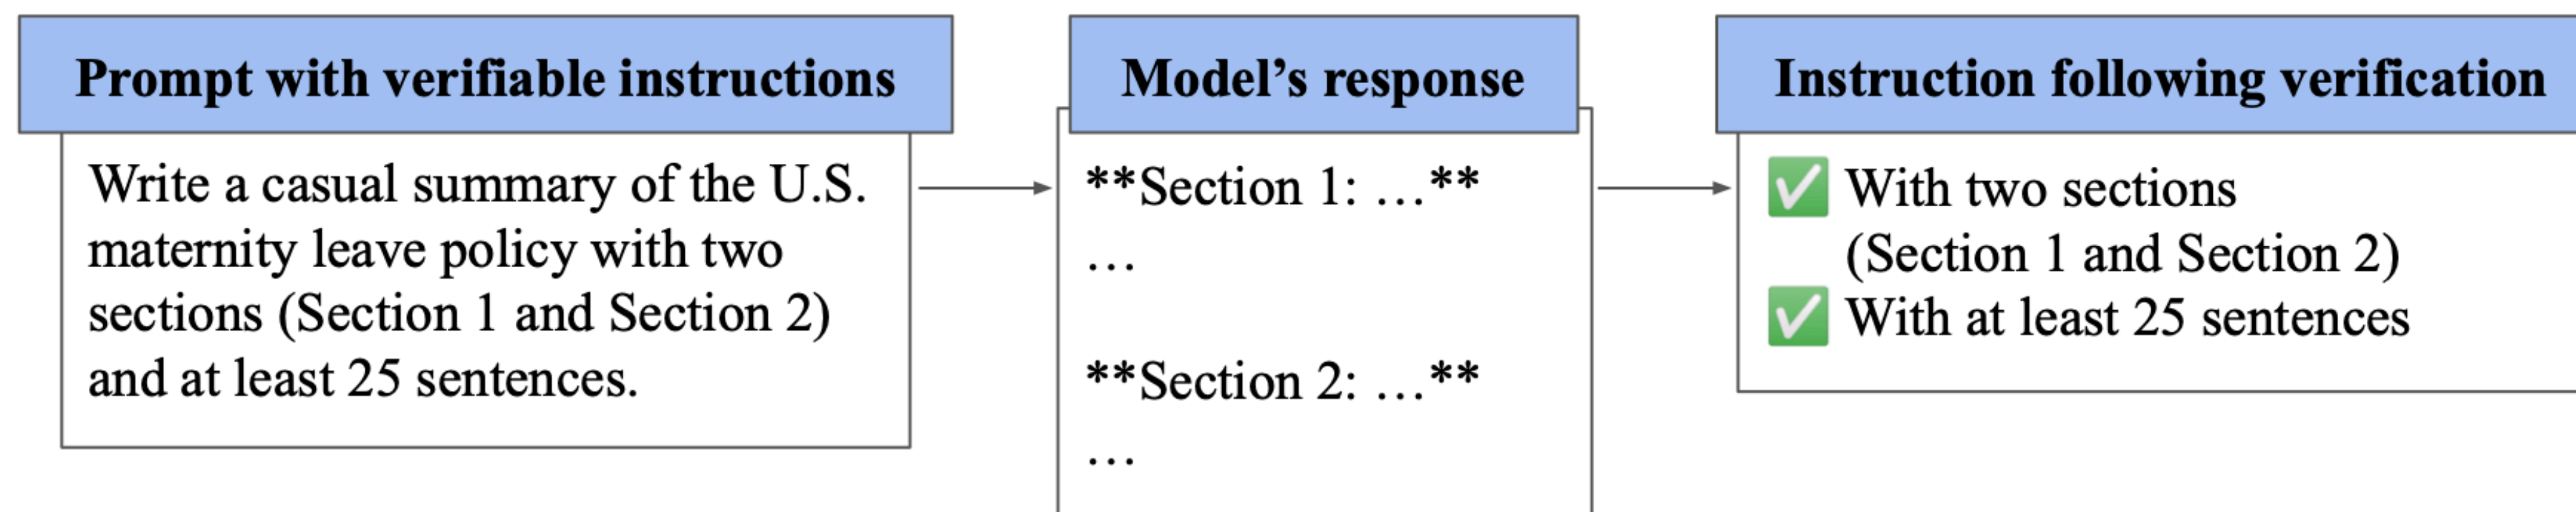 Prompt with verifiable instructions
Write a casual summary of the U.S.
maternity leave policy with two
sections (Section 1 and Section 2)
and at least 25 sentences.
Model’s response
**Section 1: …**
…
**Section 2: …**
…
Instruction following verification
✅ With two sections
(Section 1 and Section 2)
✅ With at least 25 sentences